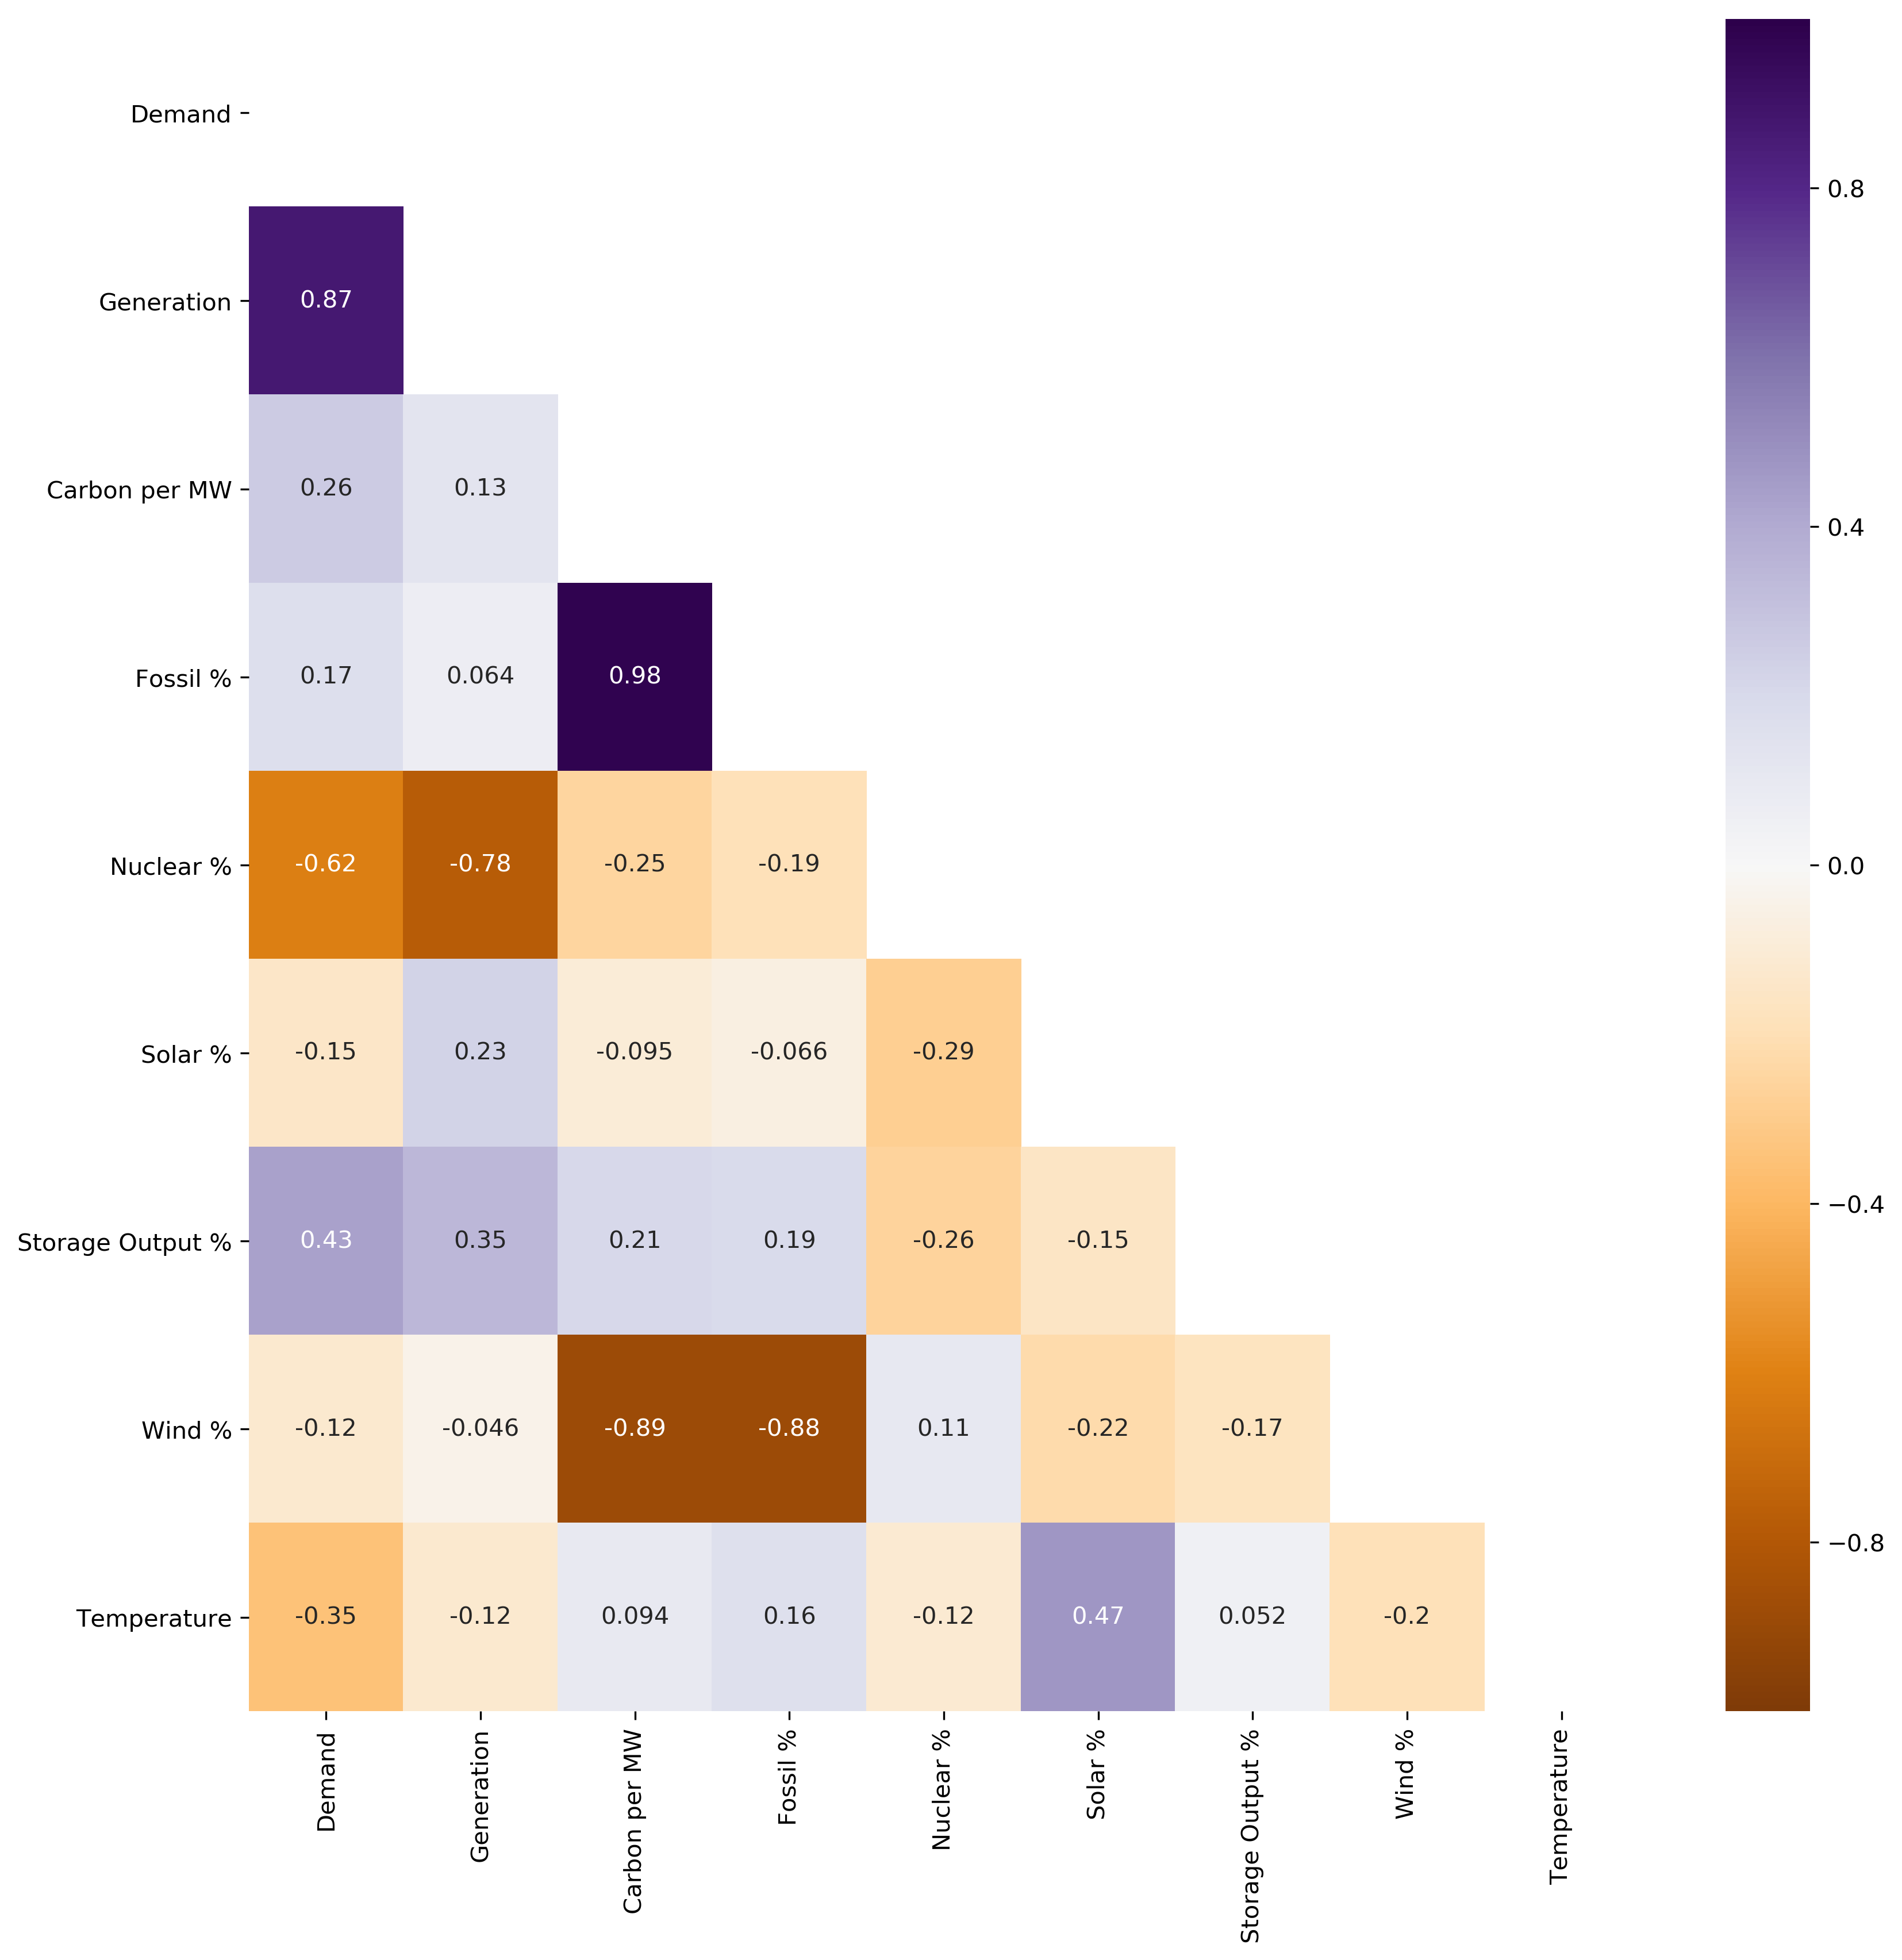 Demand
Generation 0.87
Carbon per MW 0.26 0.13
Fossil % 0.17 0.064 0.98
Nuclear % -0.62 -0.78 -0.25 -0.19
Solar % -0.15 0.23 -0.095 -0.066 -0.29
Storage Output % 0.43 0.35 0.21 0.19 -0.26 -0.15
Wind % -0.12 -0.046 -0.89 -0.88 0.11 -0.22 -0.17
Temperature -0.35 -0.12 0.094 0.16 -0.12 0.47 0.052 -0.2
Demand
Generation
Carbon per MW
Fossil %
Nuclear %
Solar %
Storage Output %
Wind %
Temperature
0.8
0.4
0.0
−0.4
−0.8